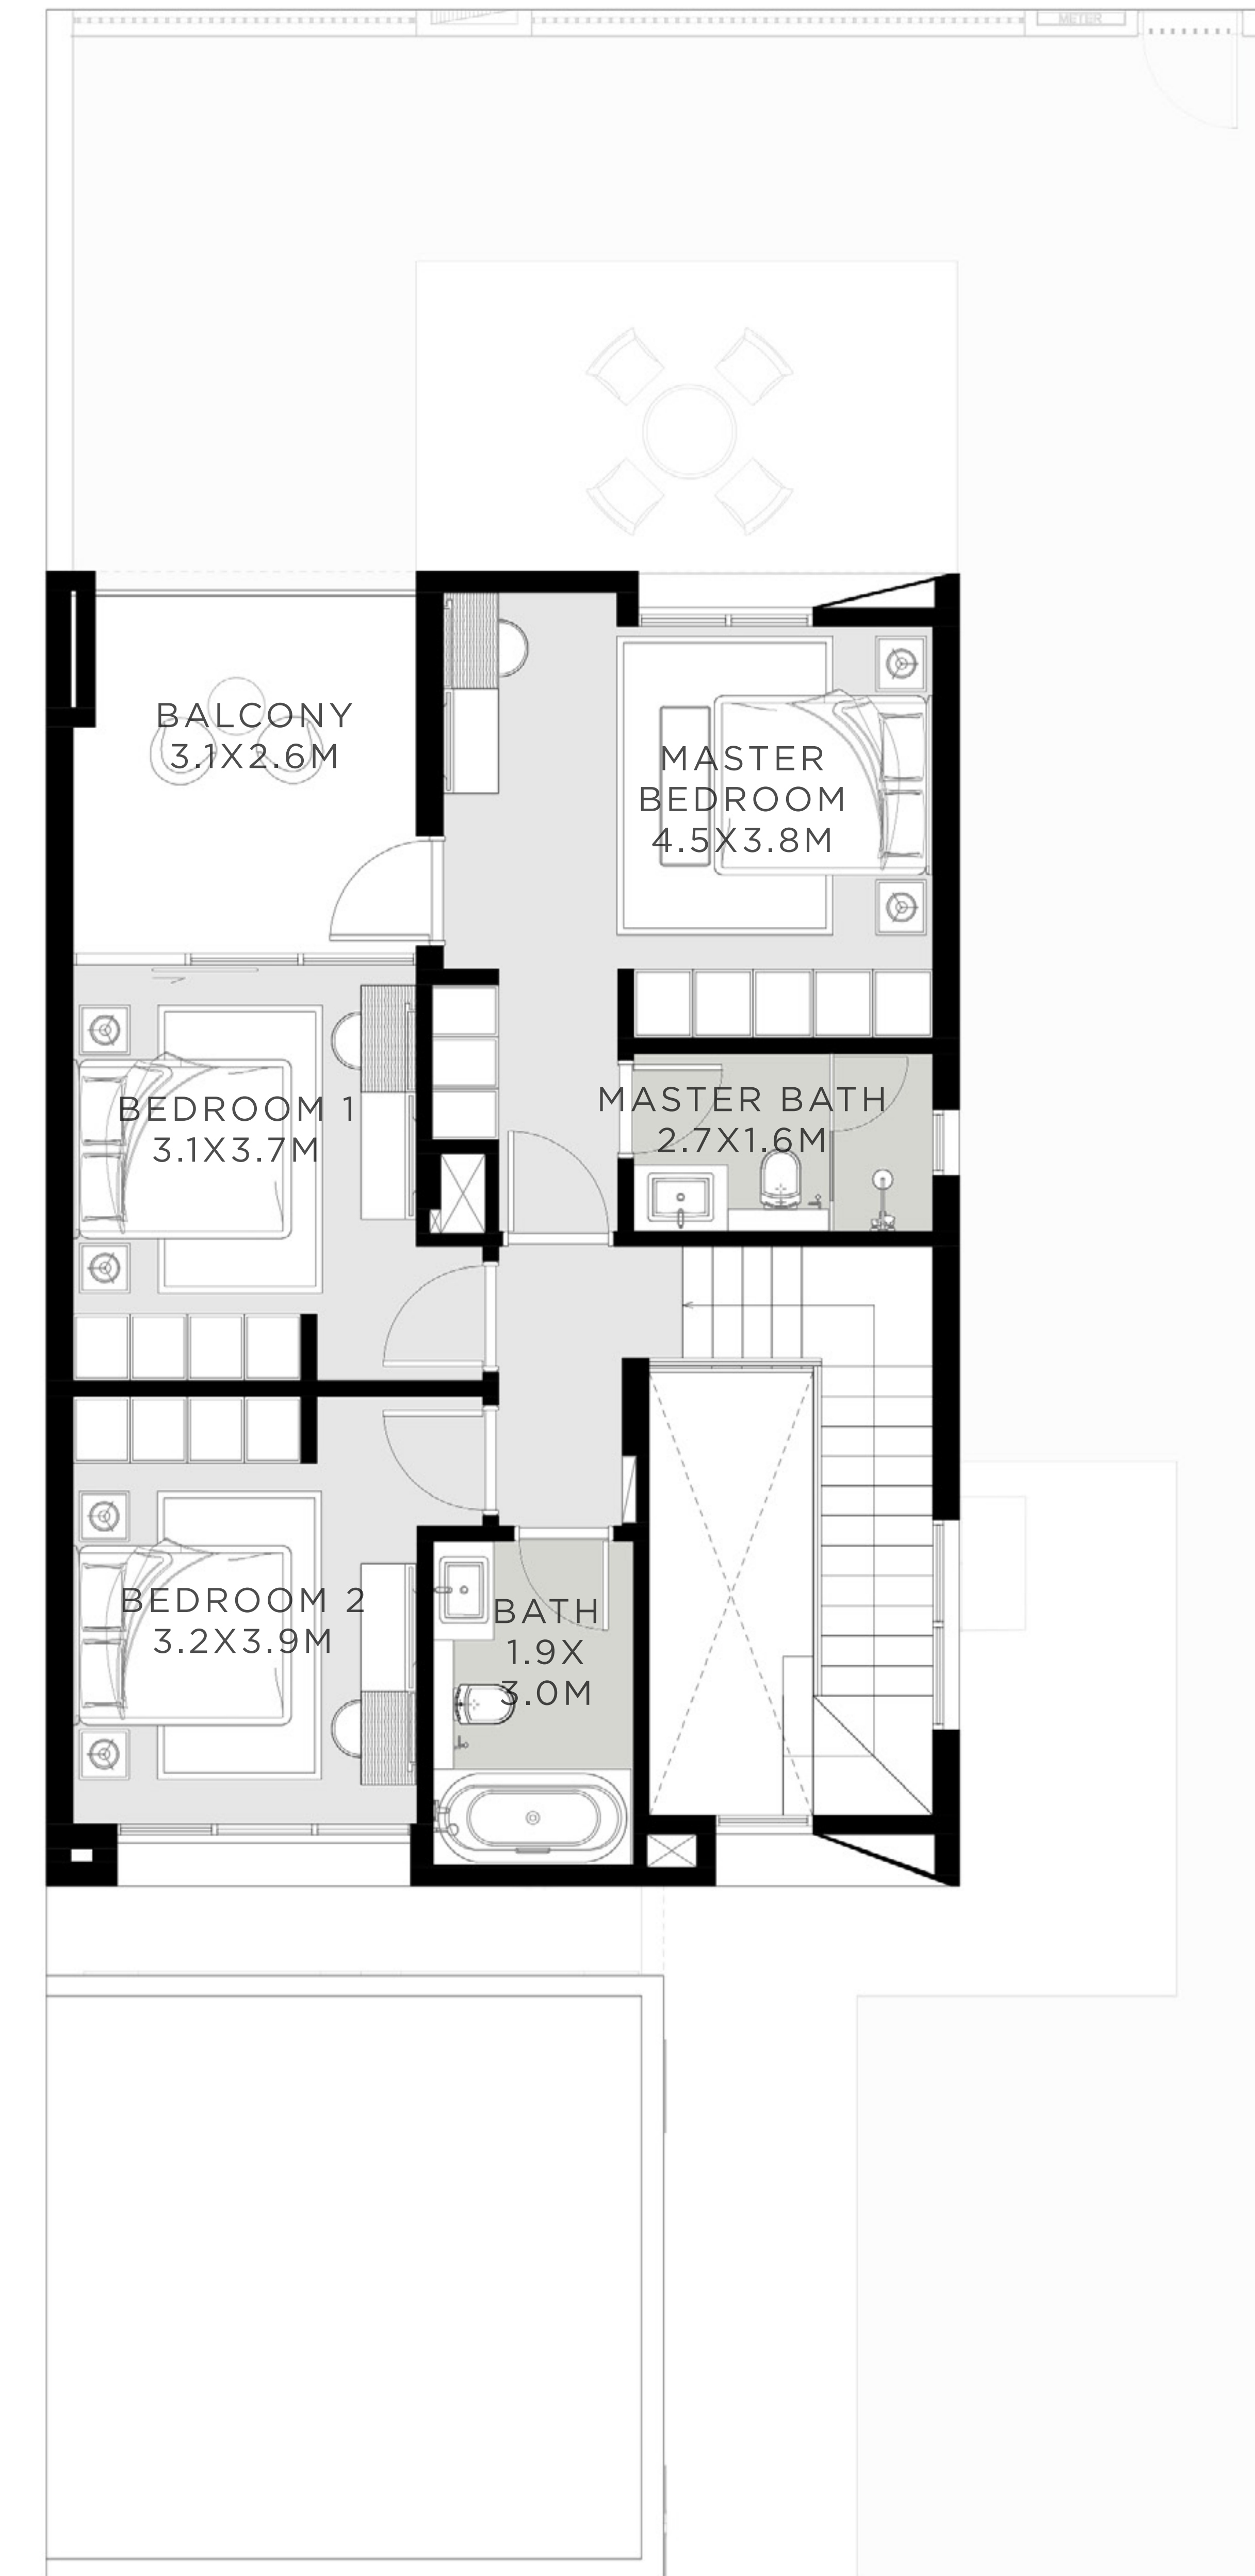 METER
BALCONY
3.1X2.6M
MASTER
BEDROOM
4.5X3.8M
MASTER BATH
2.7X1.6M
BEDROOM 1
3.1X3.7M
BEDROOM 2
3.2X3.9M
BATH
1.9X
3.0M